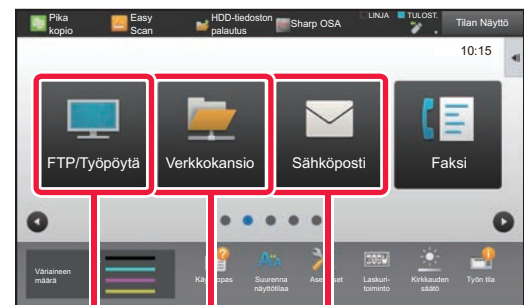 Pika
kopio
Easy
Scan
HDD-tiedoston
palautus
Sharp OSA
LINJA
TULOST.
Tilan Näyttö
10:15
FTP/Työpöytä
Verkkokansio
Sähköposti
Faksi
Väriaineen
määrä
Suurenna
näyttötilaa
Laskuri-
toiminto
Kirkkauden
säätö
Työn tila